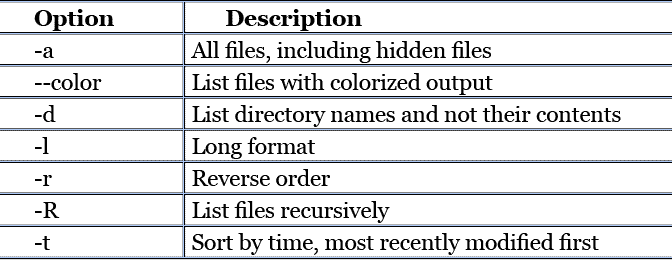 Option Description
-a All files, including hidden files
--color List files with colorized output
-d List directory names and not their contents
-l Long format
-r Reverse order
-R List files recursively
-t Sort by time, most recently modified first